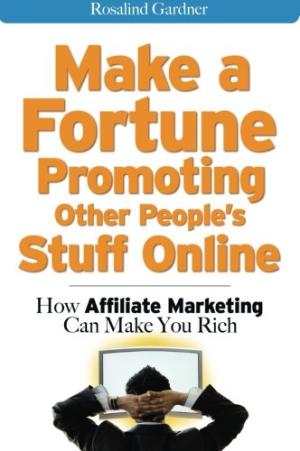 Rosalind Gardner
Make a
Fortune
Promoting
Other People's
Stuff Online
How Affiliate Marketing
Can Make You Rich